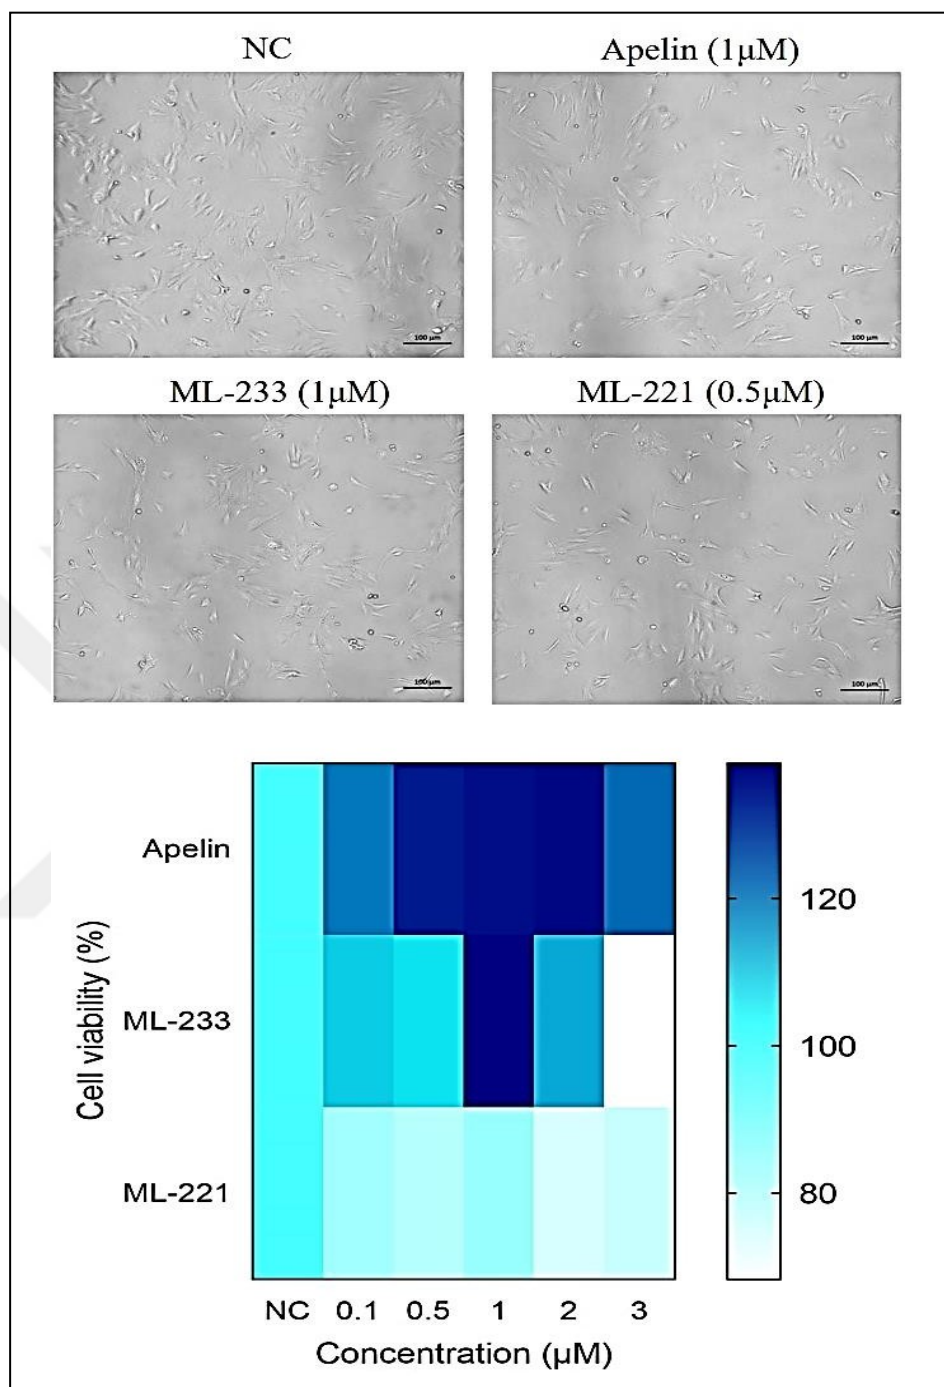 NC
Apelin (1μM)
100 μm
100 μm
ML-233 (1μM)
ML-221 (0.5μM)
100 μm
100 μm
Cell viability (%)
Apelin
ML-233
ML-221
120
100
80
NC 0.1 0.5 1 2 3
Concentration (μM)